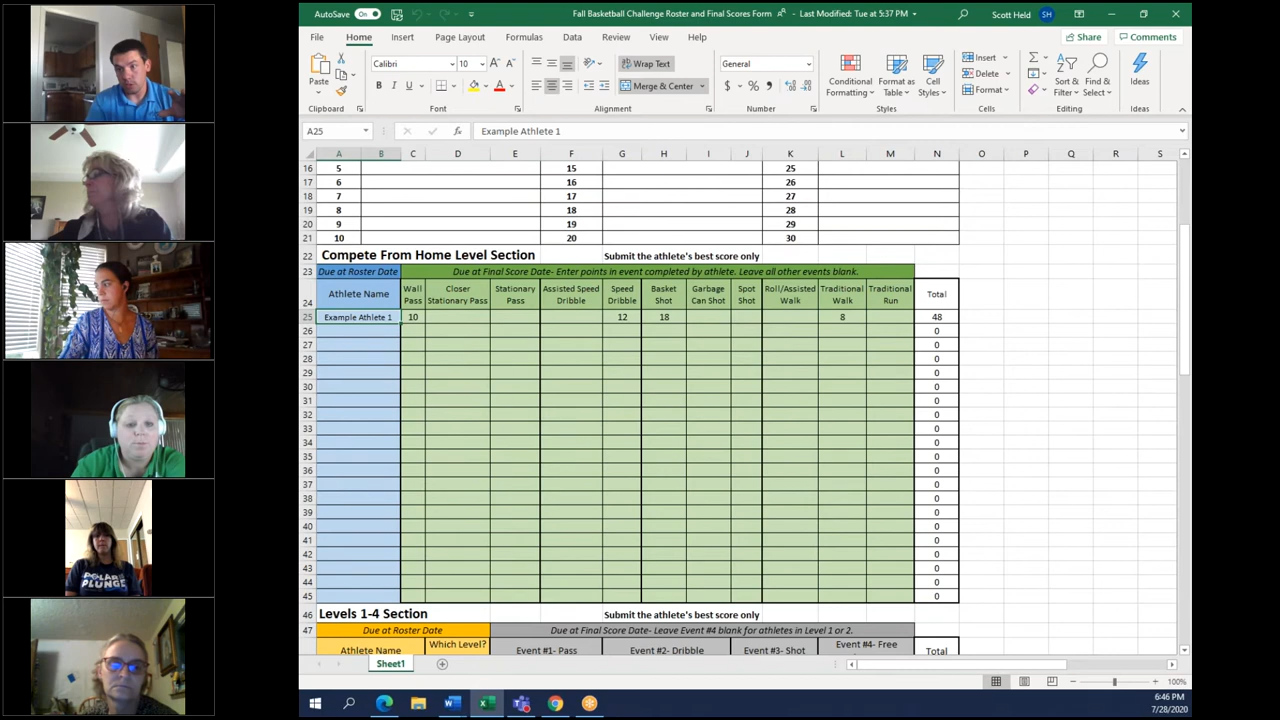 AutoSave On
Fall Basketball Challenge Roster and Final Scores Form
- Last Modified: Tue at 5:37 PM
Scott Held SH
File Home Insert Page Layout Formulas Data Review View Help
Share Comments
Paste
Calibri 10
B I U
Wrap Text
Merge & Center
General
$ % ,
Conditional Formatting
Format as Table
Cell Styles
Insert
Delete
Format
Sort & Filter
Find & Select
Ideas
Clipboard Font Alignment Number Styles Cells Editing Ideas
A25 fx Example Athlete 1
A B C D E F G H I J K L M N O P Q R S
16 5 15 25
17 6 16 26
18 7 17 27
19 8 18 28
20 9 19 29
21 10 20 30
22 Compete From Home Level Section Submit the athlete's best score only
23 Due at Roster Date Due at Final Score Date- Enter points in event completed by athlete. Leave all other events blank.
24 Athlete Name Wall Pass Closer Stationary Pass Stationary Pass Assisted Speed Dribble Speed Dribble Basket Shot Garbage Can Shot Spot Shot Roll/Assisted Walk Traditional Walk Traditional Run Total
25 Example Athlete 1 10 12 18 8 48
26 0
27 0
28 0
29 0
30 0
31 0
32 0
33 0
34 0
35 0
36 0
37 0
38 0
39 0
40 0
41 0
42 0
43 0
44 0
45 0
46 Levels 1-4 Section Submit the athlete's best score only
47 Due at Roster Date Due at Final Score Date- Leave Event #4 blank for athletes in Level 1 or 2.
Athlete Name Which Level? Event #1- Pass Event #2- Dribble Event #3- Shot Event #4- Free Total
Sheet1
100%
6:46 PM
7/28/2020
POLAR PLUNGE